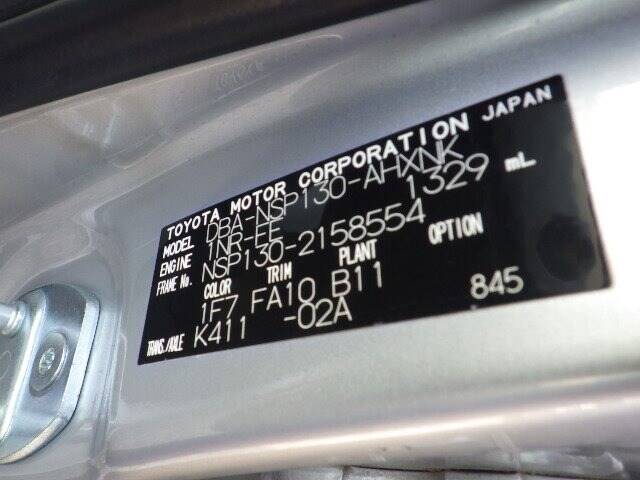 TOYOTA MOTOR CORPORATION JAPAN
MODEL DBA-NSP130-AHXNK
ENGINE 1NR-FE 1329 mL
FRAME No. NSP130-2158554
COLOR TRIM PLANT OPTION
1F7 FA10 B11
TRANS./AXLE K411 -02A 845